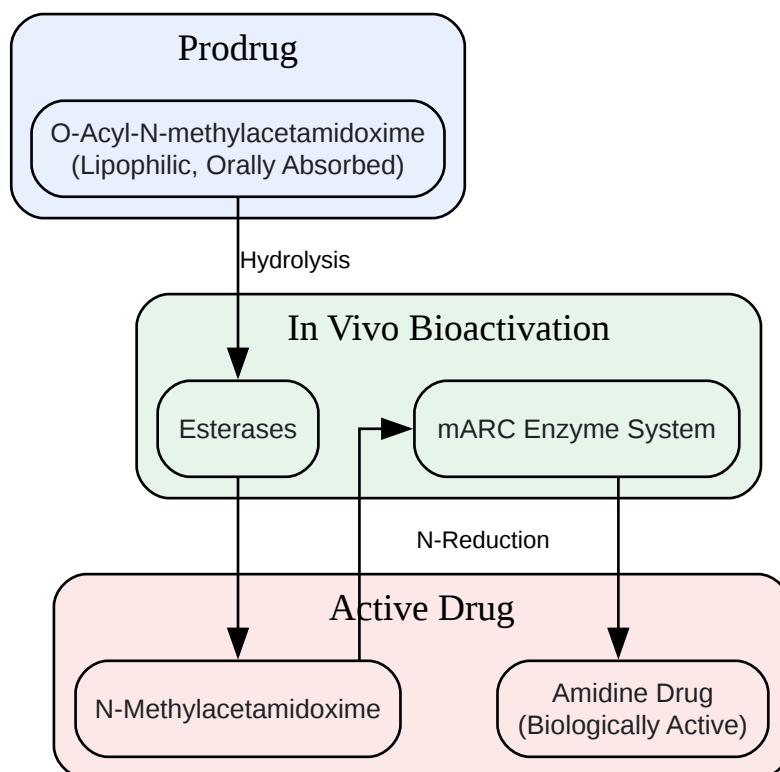 Prodrug
O-Acyl-N-methylacetamidoxime
(Lipophilic, Orally Absorbed)
Hydrolysis
In Vivo Bioactivation
Esterases
mARC Enzyme System
N-Reduction
Active Drug
N-Methylacetamidoxime
Amidine Drug
(Biologically Active)